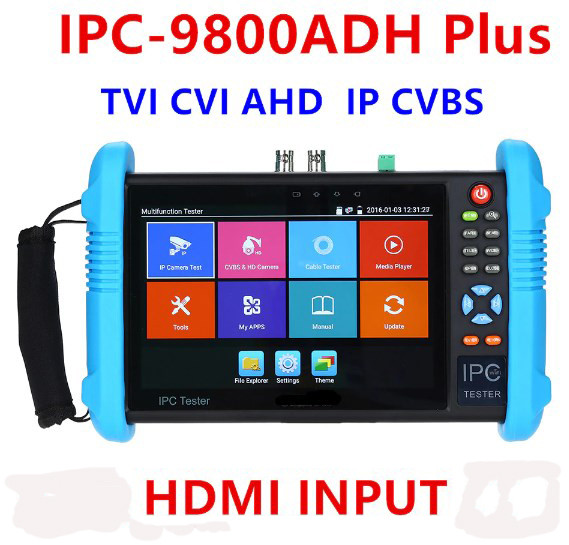 IPC-9800ADH Plus
TVI CVI AHD IP CVBS
Multifunction Tester 2016-01-03 12:31:27
IP
HD
IP Camera Test CVBS & HD Camera Cable Tester Media Player
Tools My APPS Manual Update
File Explorer Settings Theme
IPC Tester
IPC
TESTER
HDMI INPUT